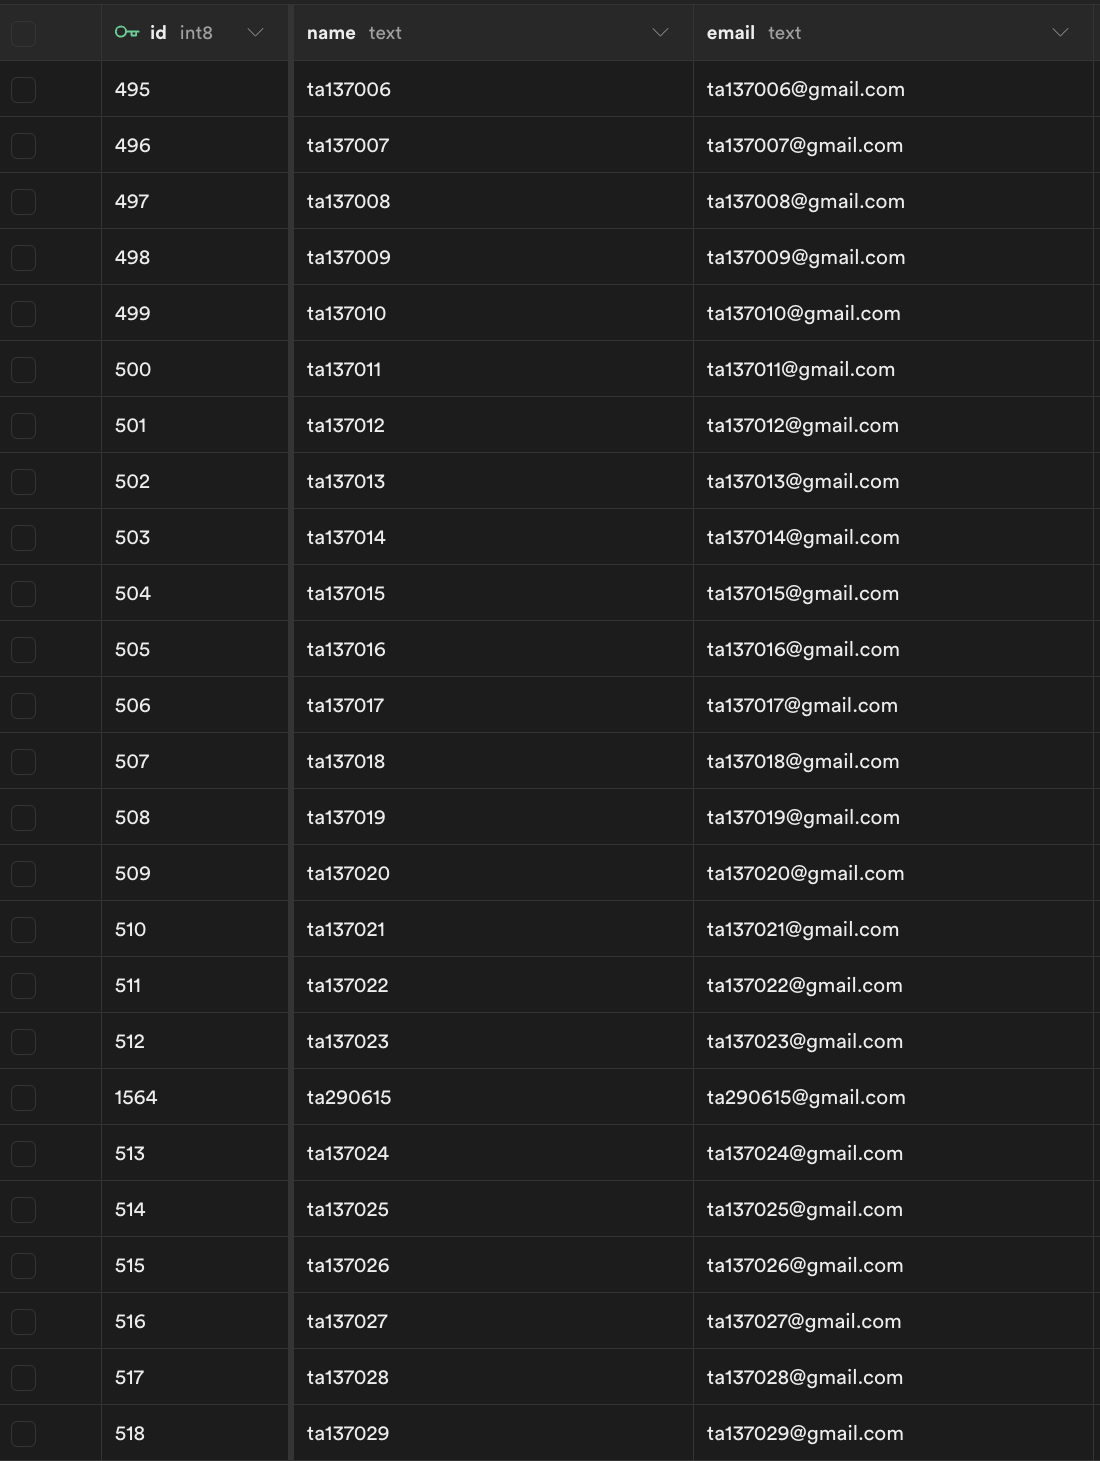 id int8 name text email text
495 ta137006 ta137006@gmail.com
496 ta137007 ta137007@gmail.com
497 ta137008 ta137008@gmail.com
498 ta137009 ta137009@gmail.com
499 ta137010 ta137010@gmail.com
500 ta137011 ta137011@gmail.com
501 ta137012 ta137012@gmail.com
502 ta137013 ta137013@gmail.com
503 ta137014 ta137014@gmail.com
504 ta137015 ta137015@gmail.com
505 ta137016 ta137016@gmail.com
506 ta137017 ta137017@gmail.com
507 ta137018 ta137018@gmail.com
508 ta137019 ta137019@gmail.com
509 ta137020 ta137020@gmail.com
510 ta137021 ta137021@gmail.com
511 ta137022 ta137022@gmail.com
512 ta137023 ta137023@gmail.com
1564 ta290615 ta290615@gmail.com
513 ta137024 ta137024@gmail.com
514 ta137025 ta137025@gmail.com
515 ta137026 ta137026@gmail.com
516 ta137027 ta137027@gmail.com
517 ta137028 ta137028@gmail.com
518 ta137029 ta137029@gmail.com